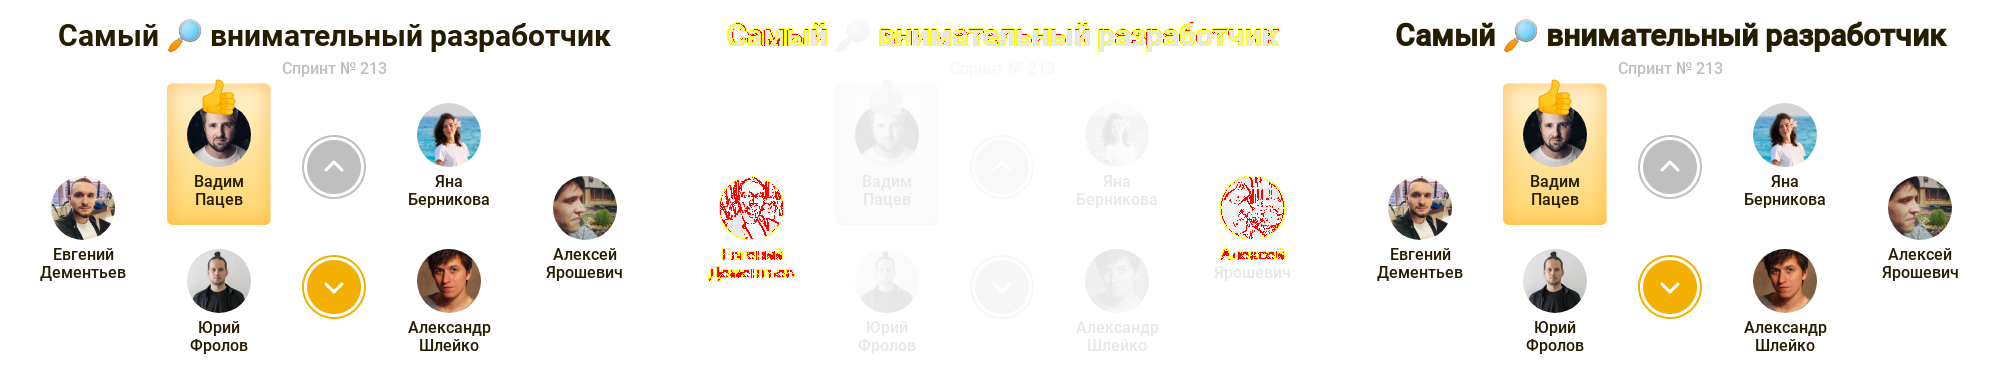 Самый 🔎 внимательный разработчик
Спринт № 213
Вадим
Пацев
Яна
Берникова
Евгений
Дементьев
Алексей
Ярошевич
Юрий
Фролов
Александр
Шлейко
Самый 🔎 внимательный разработчик
Спринт № 213
Вадим
Пацев
Яна
Берникова
Евгений
Дементьев
Алексей
Ярошевич
Юрий
Фролов
Александр
Шлейко
Самый 🔎 внимательный разработчик
Спринт № 213
Вадим
Пацев
Яна
Берникова
Евгений
Дементьев
Алексей
Ярошевич
Юрий
Фролов
Александр
Шлейко